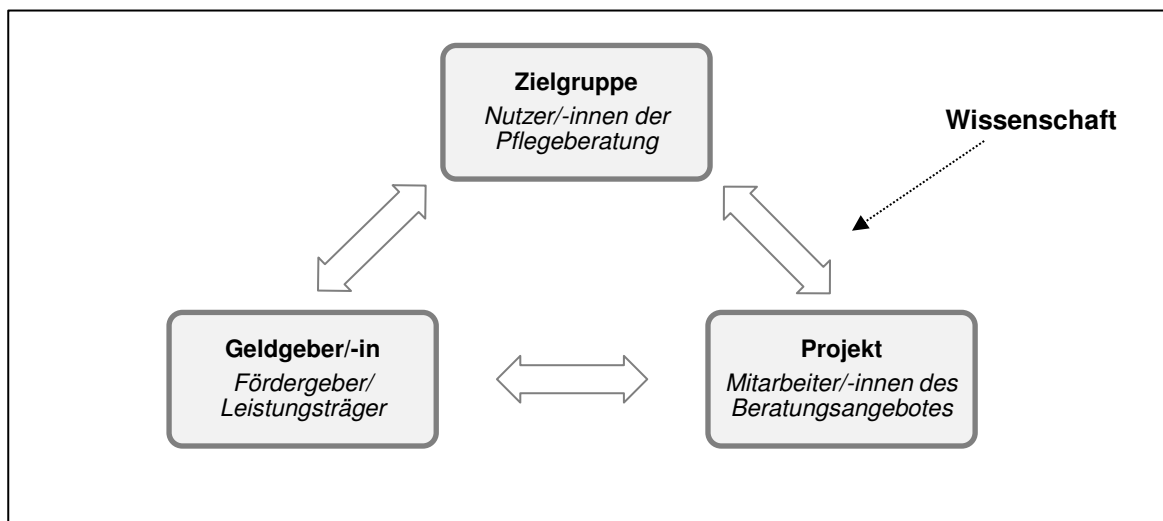 Zielgruppe
Nutzer/-innen der
Pflegeberatung
Wissenschaft
Geldgeber/-in
Fördergeber/
Leistungsträger
Projekt
Mitarbeiter/-innen des
Beratungsangebotes